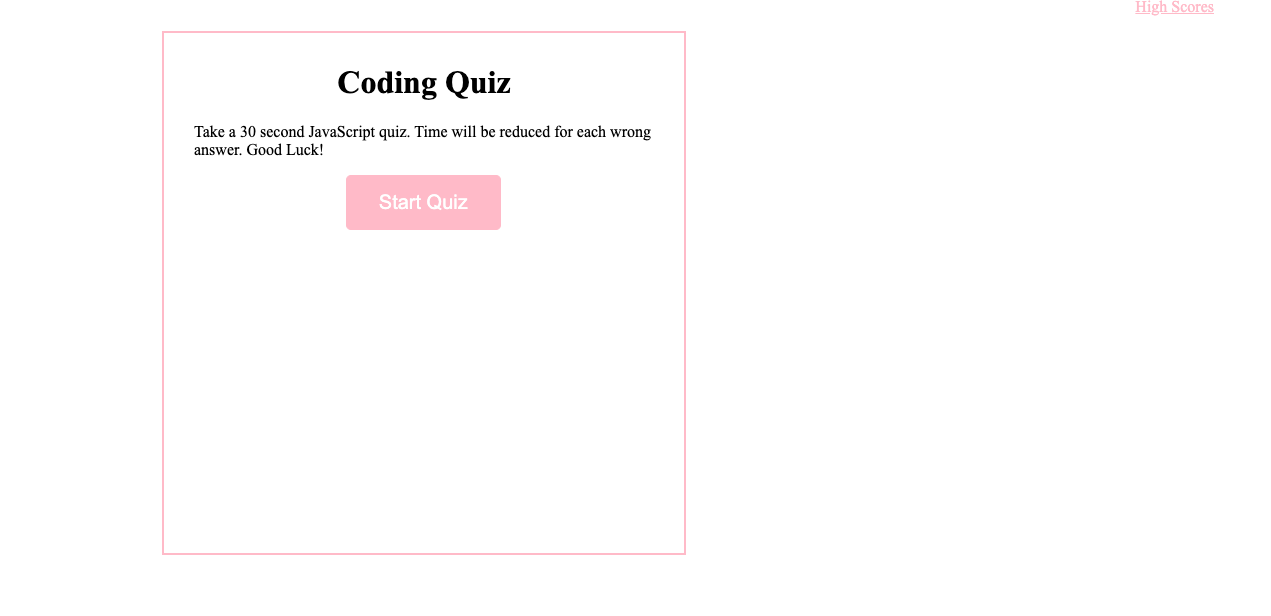 High Scores
Coding Quiz
Take a 30 second JavaScript quiz. Time will be reduced for each wrong
answer. Good Luck!
Start Quiz